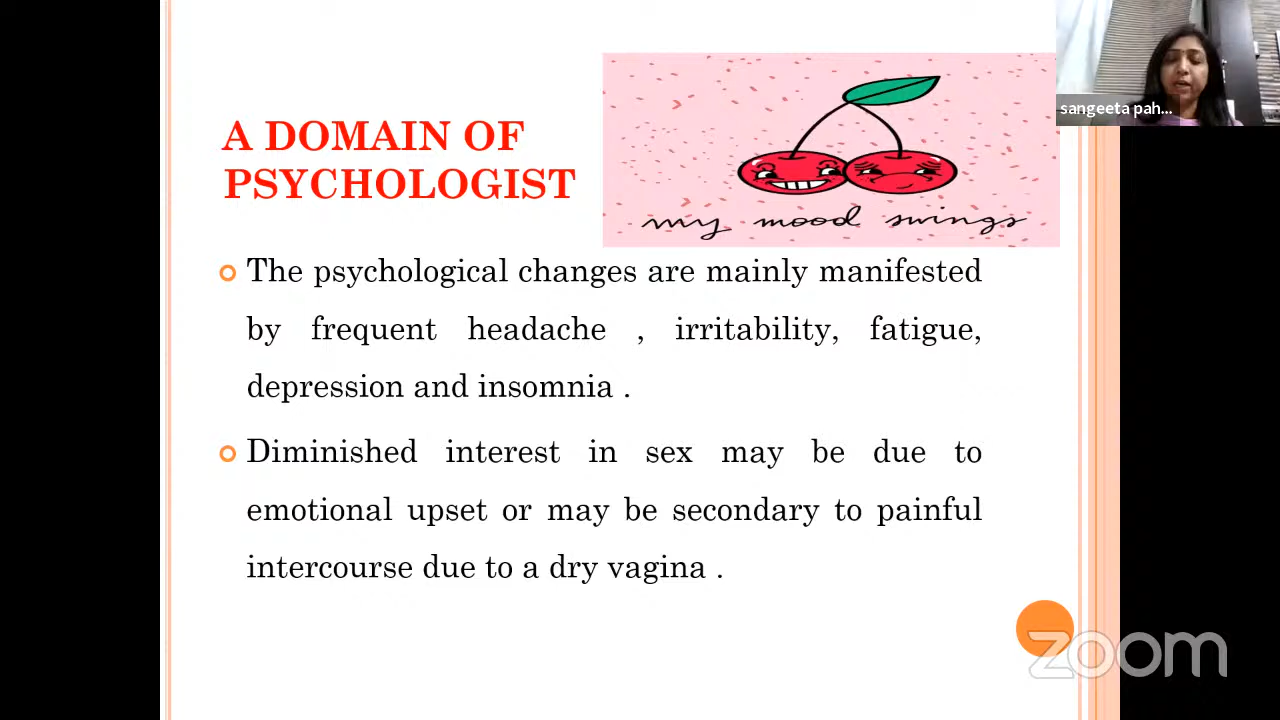 sangeeta pah...
A DOMAIN OF
PSYCHOLOGIST
my mood swings
The psychological changes are mainly manifested
by frequent headache , irritability, fatigue,
depression and insomnia .
Diminished interest in sex may be due to
emotional upset or may be secondary to painful
intercourse due to a dry vagina .
zoom